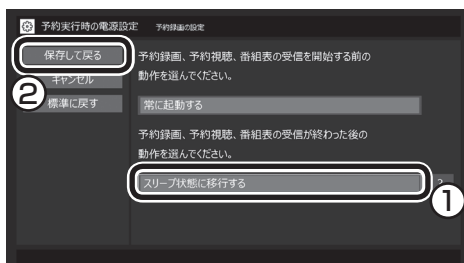 予約実行時の電源設定 予約録画の設定
保存して戻る
キャンセル
標準に戻す
②
予約録画、予約視聴、番組表の受信を開始する前の
動作を選んでください。
常に起動する
予約録画、予約視聴、番組表の受信が終わった後の
動作を選んでください。
スリープ状態に移行する
?
①